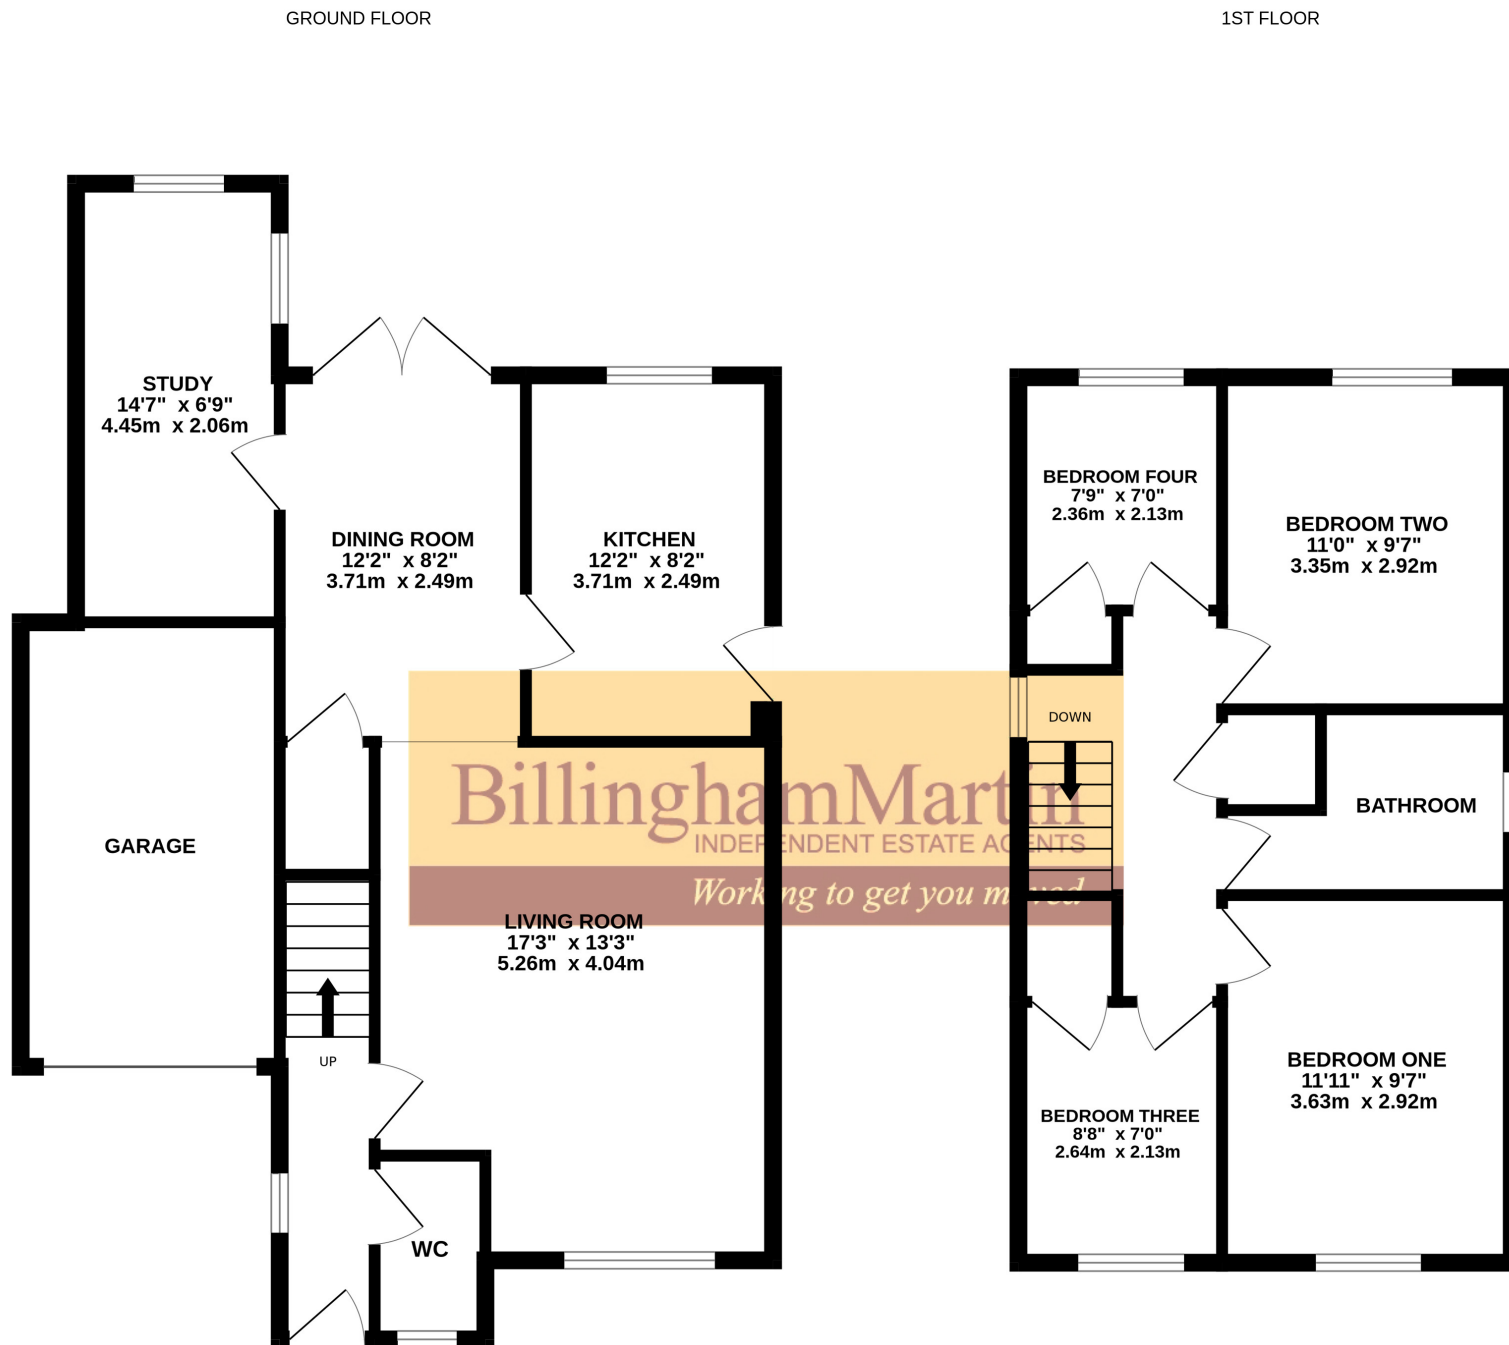 GROUND FLOOR
1ST FLOOR
STUDY
14'7" x 6'9"
4.45m x 2.06m
DINING ROOM
12'2" x 8'2"
3.71m x 2.49m
KITCHEN
12'2" x 8'2"
3.71m x 2.49m
GARAGE
LIVING ROOM
17'3" x 13'3"
5.26m x 4.04m
UP
WC
BillinghamMartin
INDEPENDENT ESTATE AGENTS
Working to get you moved
BEDROOM FOUR
7'9" x 7'0"
2.36m x 2.13m
BEDROOM TWO
11'0" x 9'7"
3.35m x 2.92m
DOWN
BATHROOM
BEDROOM ONE
11'11" x 9'7"
3.63m x 2.92m
BEDROOM THREE
8'8" x 7'0"
2.64m x 2.13m